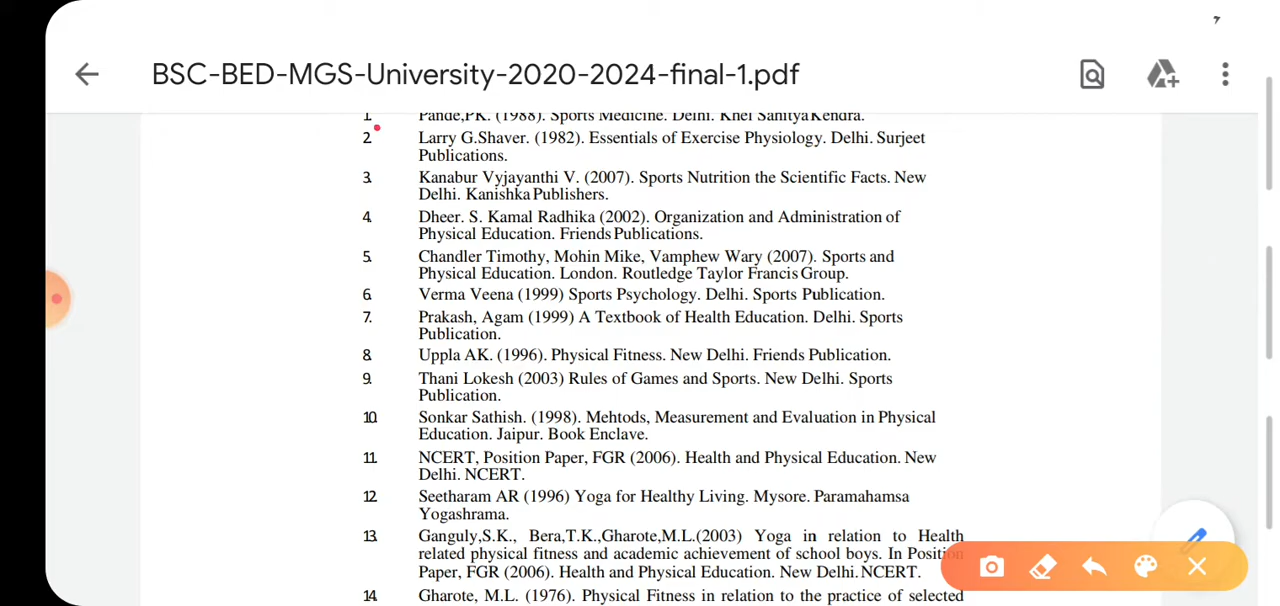 BSC-BED-MGS-University-2020-2024-final-1.pdf
1. Pande,PK. (1988). Sports Medicine. Delhi. Khel Sahitya Kendra.
2. Larry G.Shaver. (1982). Essentials of Exercise Physiology. Delhi. Surjeet
Publications.
3. Kanabur Vyjayanthi V. (2007). Sports Nutrition the Scientific Facts. New
Delhi. Kanishka Publishers.
4. Dheer. S. Kamal Radhika (2002). Organization and Administration of
Physical Education. Friends Publications.
5. Chandler Timothy, Mohin Mike, Vamphew Wary (2007). Sports and
Physical Education. London. Routledge Taylor Francis Group.
6. Verma Veena (1999) Sports Psychology. Delhi. Sports Publication.
7. Prakash, Agam (1999) A Textbook of Health Education. Delhi. Sports
Publication.
8. Uppla AK. (1996). Physical Fitness. New Delhi. Friends Publication.
9. Thani Lokesh (2003) Rules of Games and Sports. New Delhi. Sports
Publication.
10. Sonkar Sathish. (1998). Mehtods, Measurement and Evaluation in Physical
Education. Jaipur. Book Enclave.
11. NCERT, Position Paper, FGR (2006). Health and Physical Education. New
Delhi. NCERT.
12. Seetharam AR (1996) Yoga for Healthy Living. Mysore. Paramahamsa
Yogashrama.
13. Ganguly,S.K., Bera,T.K.,Gharote,M.L.(2003) Yoga in relation to Health
related physical fitness and academic achievement of school boys. In Position
Paper, FGR (2006). Health and Physical Education. New Delhi. NCERT.
14. Gharote, M.L. (1976). Physical Fitness in relation to the practice of selected